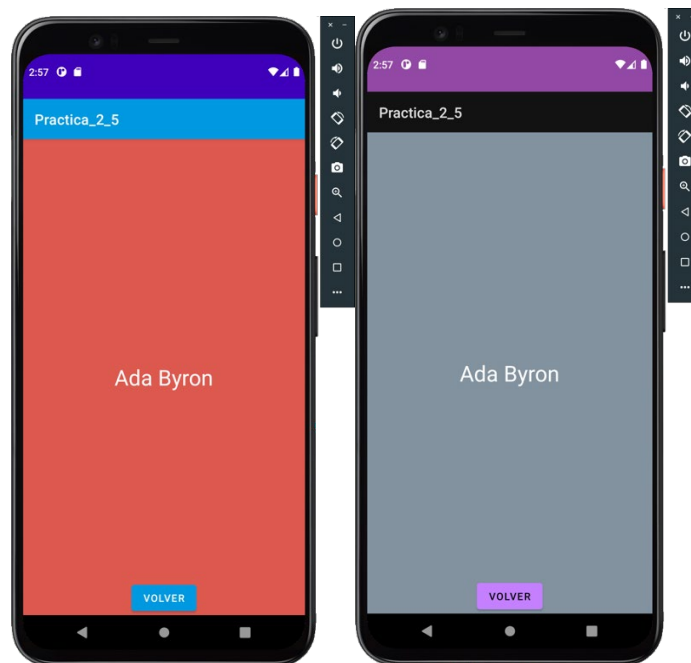 2:57
Practica_2_5
Ada Byron
VOLVER
2:57
Practica_2_5
Ada Byron
VOLVER